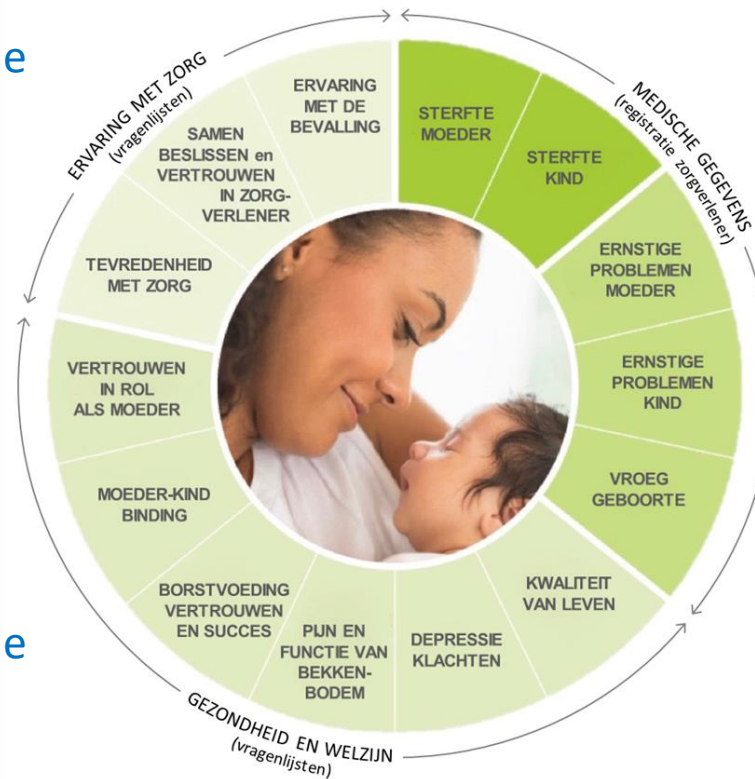 e
ERVARING MET ZORG
(vragenlijsten)
ERVARING
MET DE
BEVALLING
SAMEN
BESLISSEN en
VERTROUWEN
IN ZORG-
VERLENER
TEVREDENHEID
MET ZORG
MEDISCHE GEGEVENS
(registratie zorgverlener)
STERFTE
MOEDER
STERFTE
KIND
ERNSTIGE
PROBLEMEN
MOEDER
ERNSTIGE
PROBLEMEN
KIND
VROEG
GEBOORTE
KWALITEIT
VAN LEVEN
DEPRESSIE
KLACHTEN
PIJN EN
FUNCTIE VAN
BEKKEN-
BODEM
BORSTVOEDING
VERTROUWEN
EN SUCCES
MOEDER-KIND
BINDING
VERTROUWEN
IN ROL
ALS MOEDER
e
GEZONDHEID EN WELZIJN
(vragenlijsten)